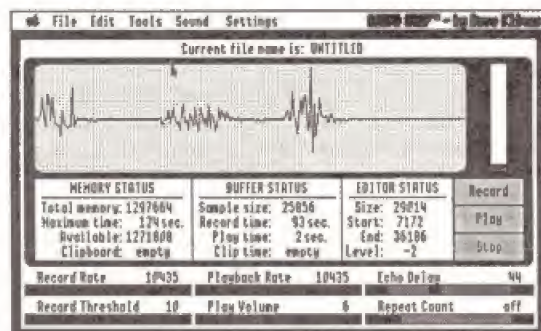 File Edit Tools Sound Settings - by Dave
Current file name is: UNTITLED
MEMORY STATUS BUFFER STATUS EDITOR STATUS
Total memory: 1297664 Sample size: 25856 Size: 29014 Record
Maximum time: 124 sec. Record time: 93 sec. Start: 7172
Available: 1271808 Play time: 2 sec. End: 36186 Play
Clipboard: empty Clip time: empty Level: -2 Stop
Record Rate 10435 Playback Rate 10435 Echo Delay 44
Record Threshold 10 Play Volume 6 Repeat Count off